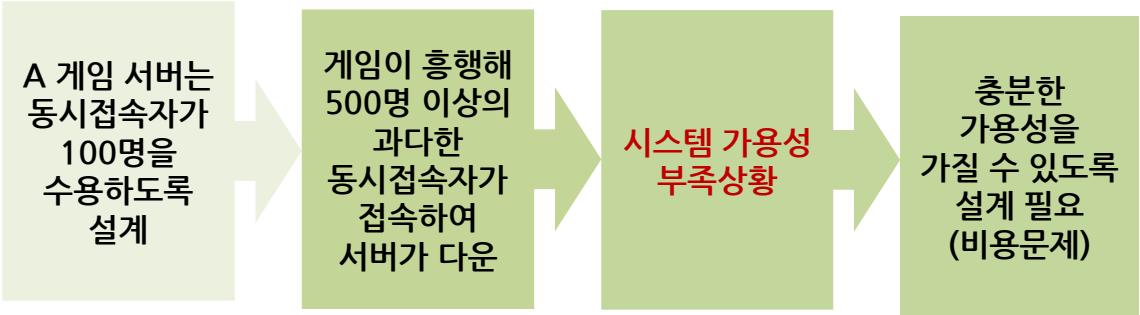 A 게임 서버는
동시접속자가
100명을
수용하도록
설계
게임이 흥행해
500명 이상의
과다한
동시접속자가
접속하여
서버가 다운
시스템 가용성
부족상황
충분한
가용성을
가질 수 있도록
설계 필요
(비용문제)